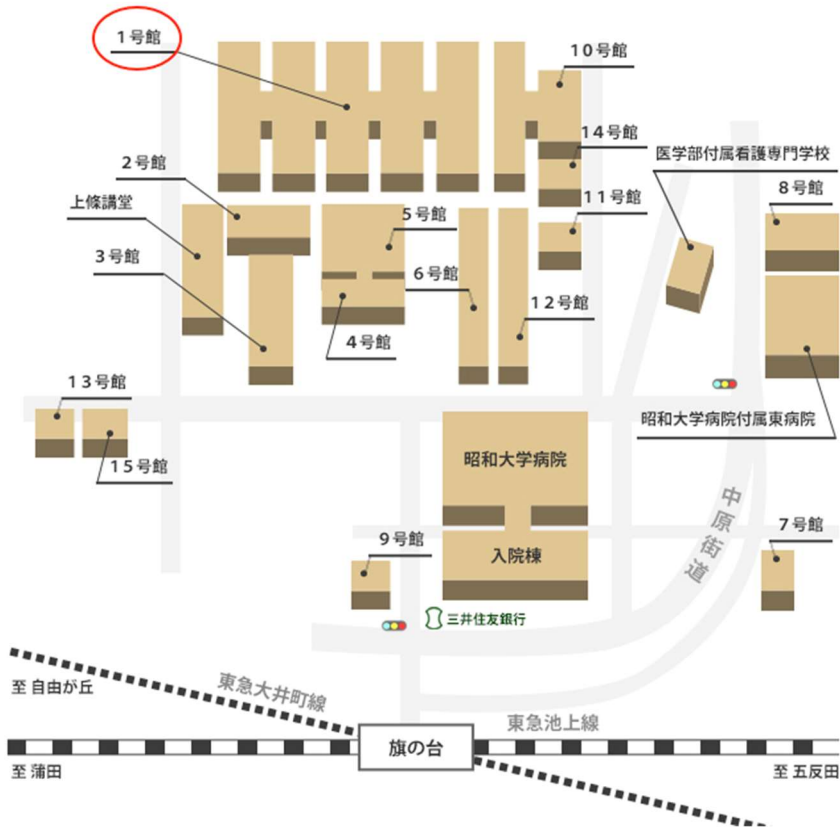 1号館
10号館
14号館
医学部付属看護専門学校
2号館
8号館
上條講堂
11号館
5号館
3号館
6号館
12号館
4号館
13号館
昭和大学病院付属東病院
15号館
昭和大学病院
中原街道
7号館
9号館
入院棟
三井住友銀行
至 自由が丘
東急大井町線
東急池上線
旗の台
至 蒲田
至 五反田